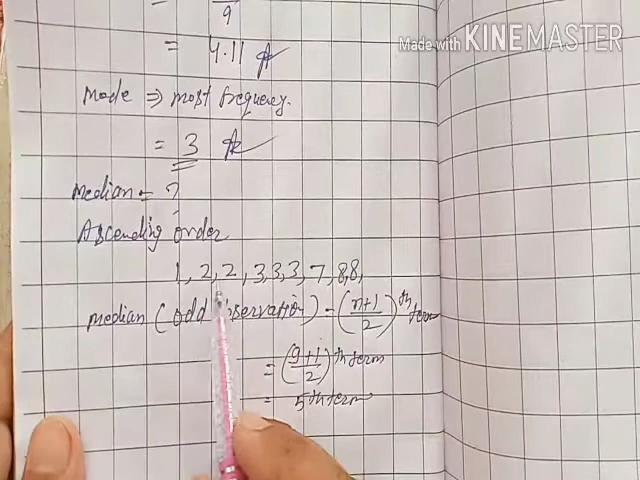 =
9
= 4.11
Made with KINEMASTER
Mode ⇒ most frequency.
= 3
Median = ?
Ascending order
1, 2, 2, 3, 3, 3, 7, 8, 8,
median (odd observation) = (n+1/2)th term
= (9+1/2)th term
= 5th term